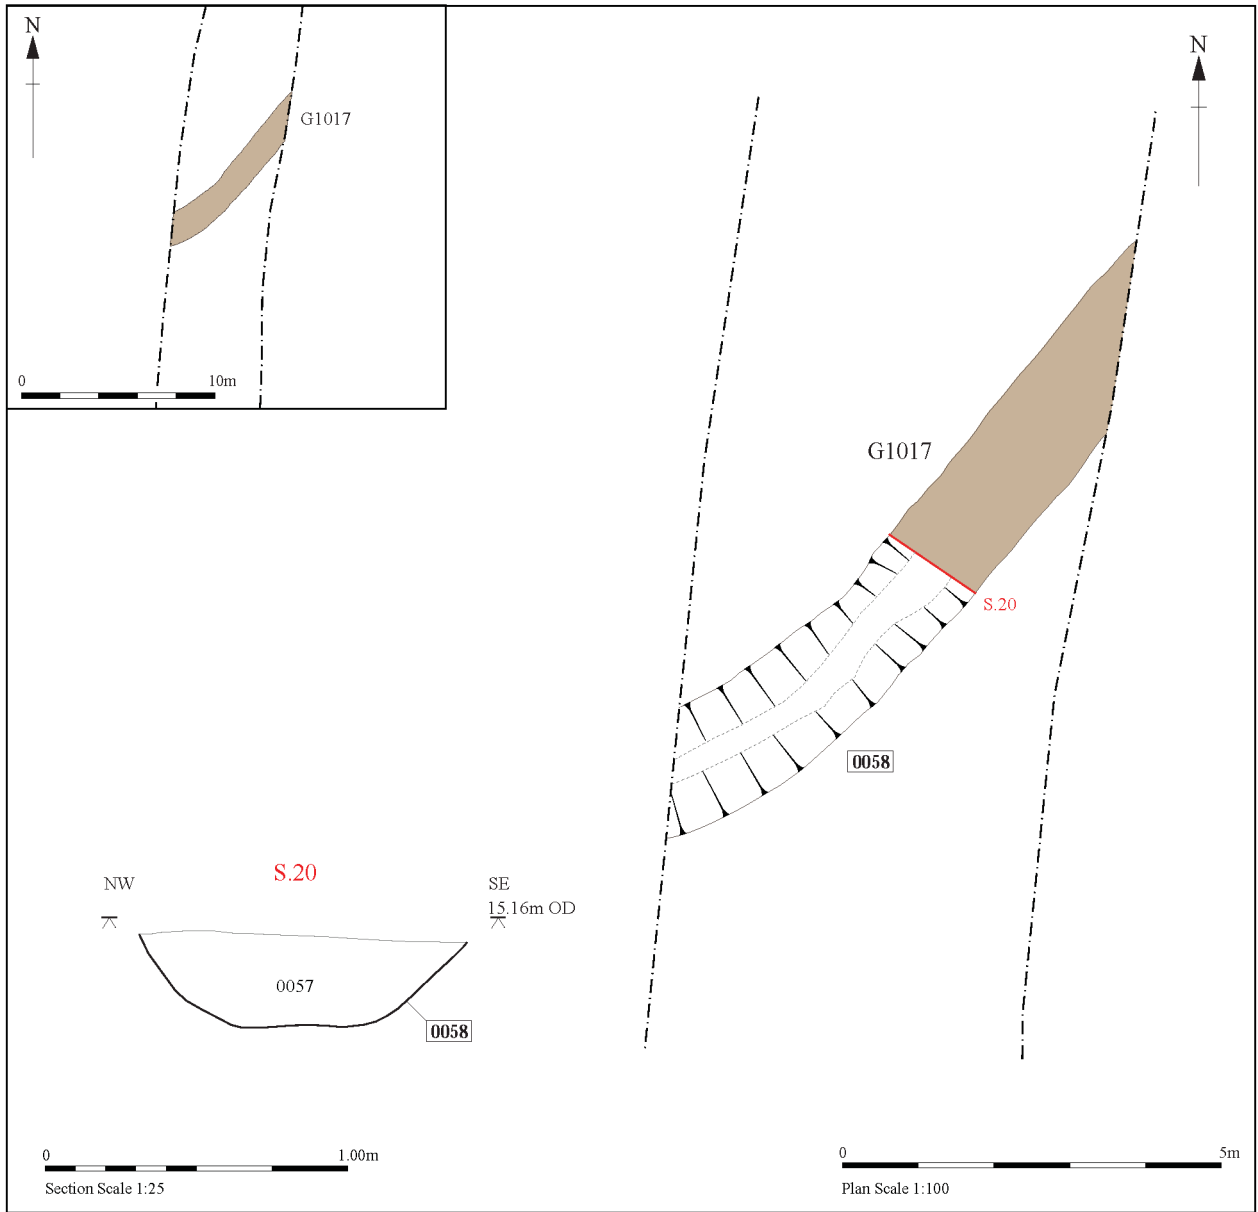 N
G1017
0 10m
N
G1017
S.20
0058
S.20
NW SE
15.16m OD
0057
0058
0 1.00m
Section Scale 1:25
0 5m
Plan Scale 1:100